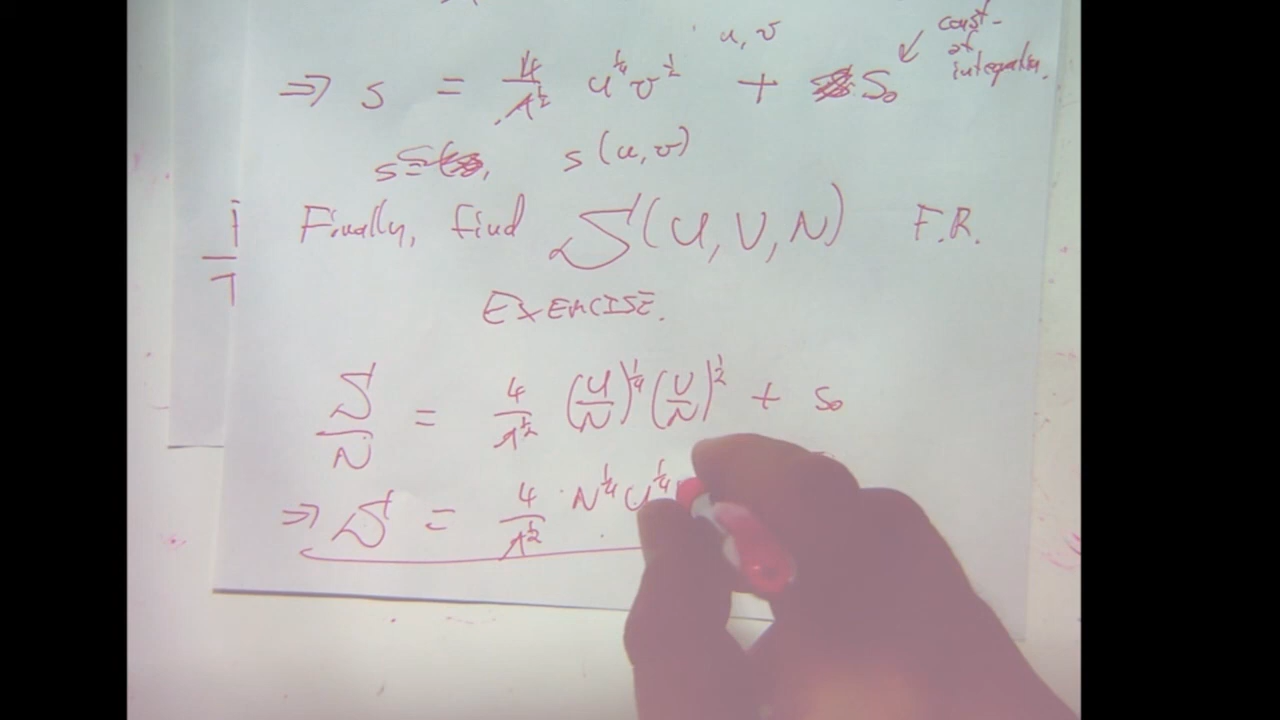 u, v
⇒ s = 4/A^½ u^¼ v^½ + S₀ ↙ const- of integration.
s = s(u, v)
Finally, find S(U, V, N) F.R.
1/T
EXERCISE.
S/N = 4/A^½ (U/N)^¼ (V/N)^½ + s₀
⇒ S = 4/A^½ · N^¼ U^¼